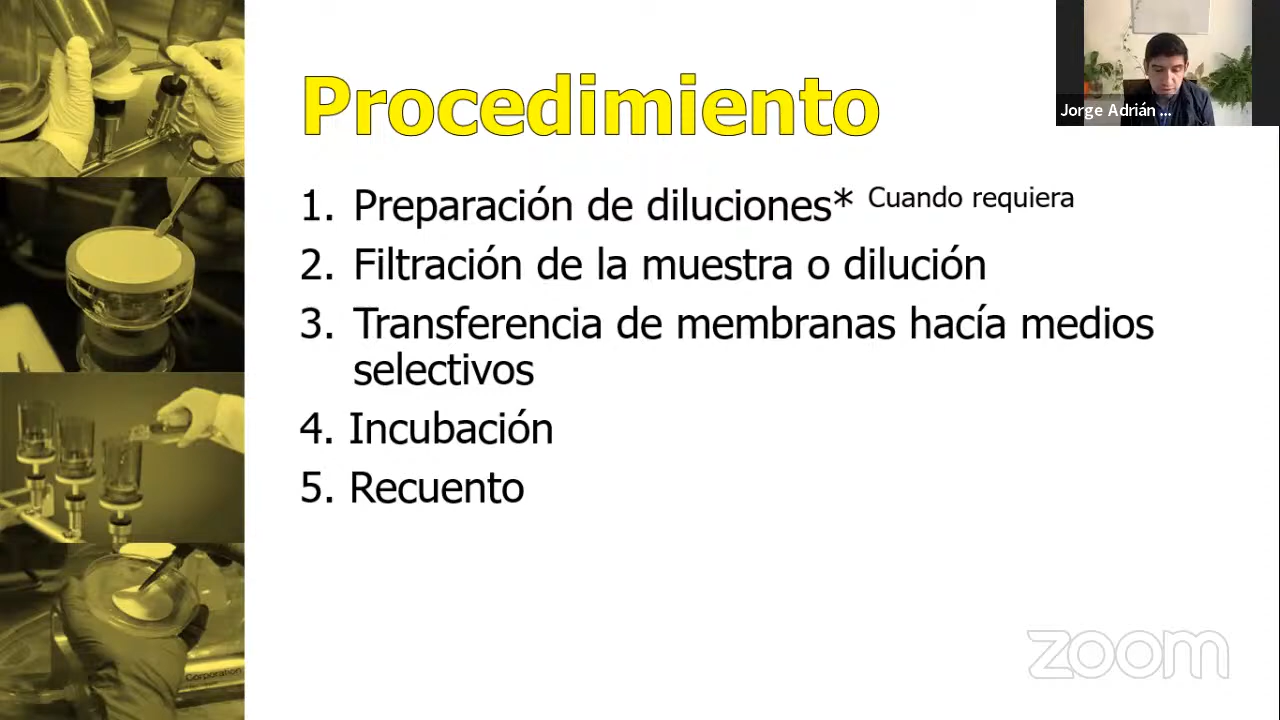 Procedimiento
Jorge Adrián ...
1. Preparación de diluciones* Cuando requiera
2. Filtración de la muestra o dilución
3. Transferencia de membranas hacía medios
selectivos
4. Incubación
5. Recuento
zoom
Corporation